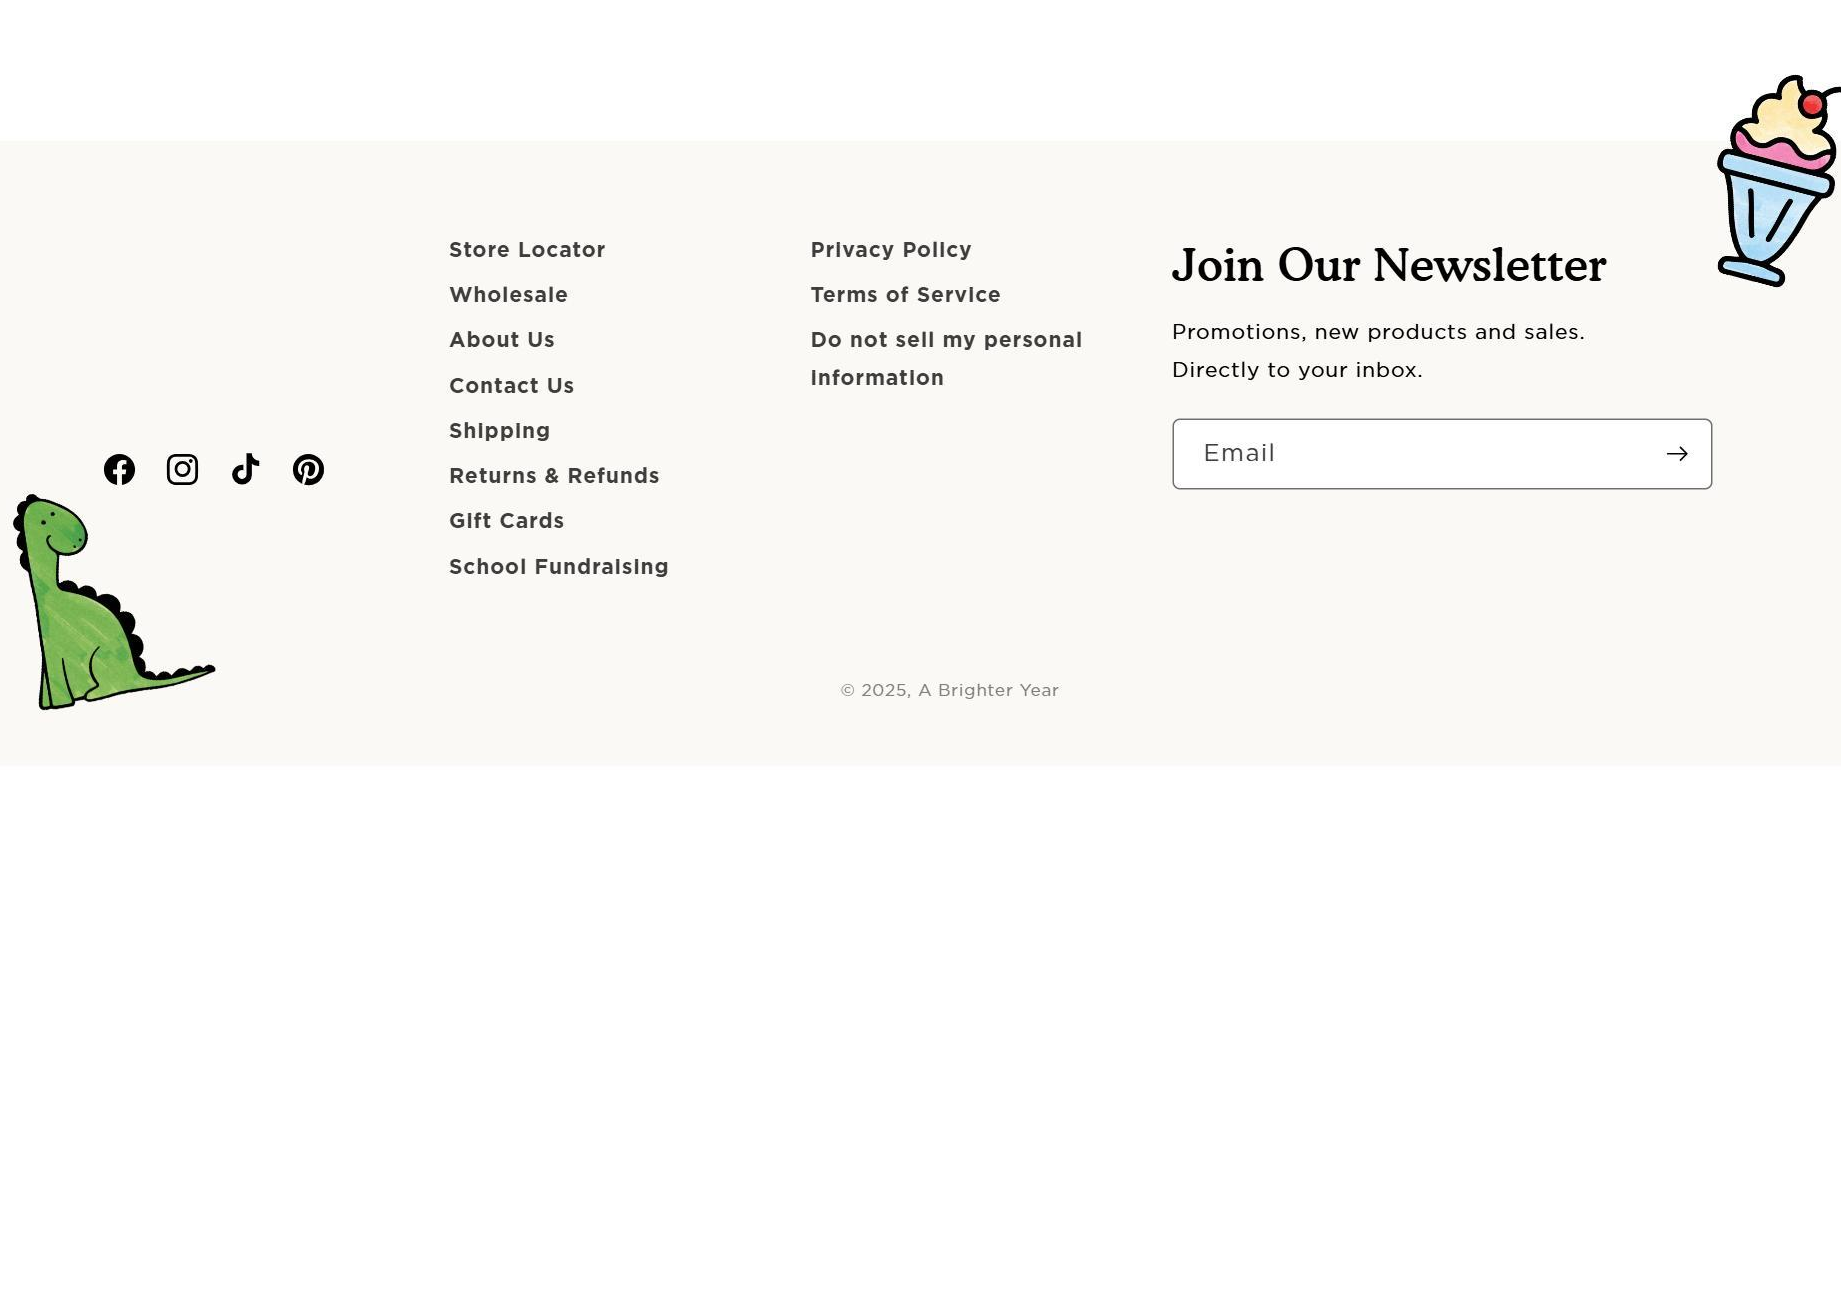 Store Locator
Wholesale
About Us
Contact Us
Shipping
Returns & Refunds
Gift Cards
School Fundraising
Privacy Policy
Terms of Service
Do not sell my personal
information
Join Our Newsletter
Promotions, new products and sales.
Directly to your inbox.
Email
© 2025, A Brighter Year